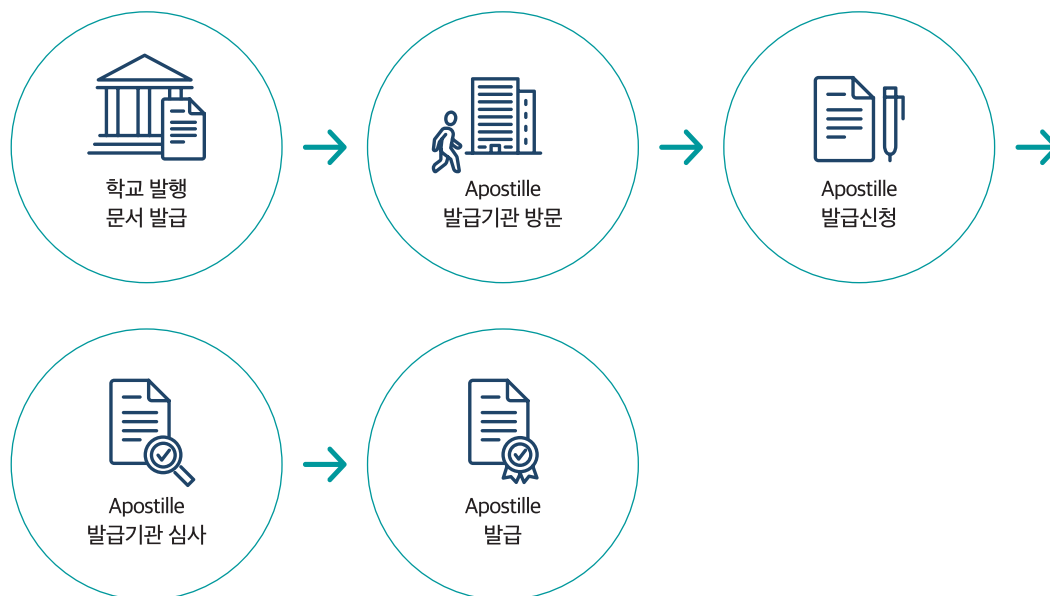 학교 발행
문서 발급
Apostille
발급기관 방문
Apostille
발급신청
Apostille
발급기관 심사
Apostille
발급